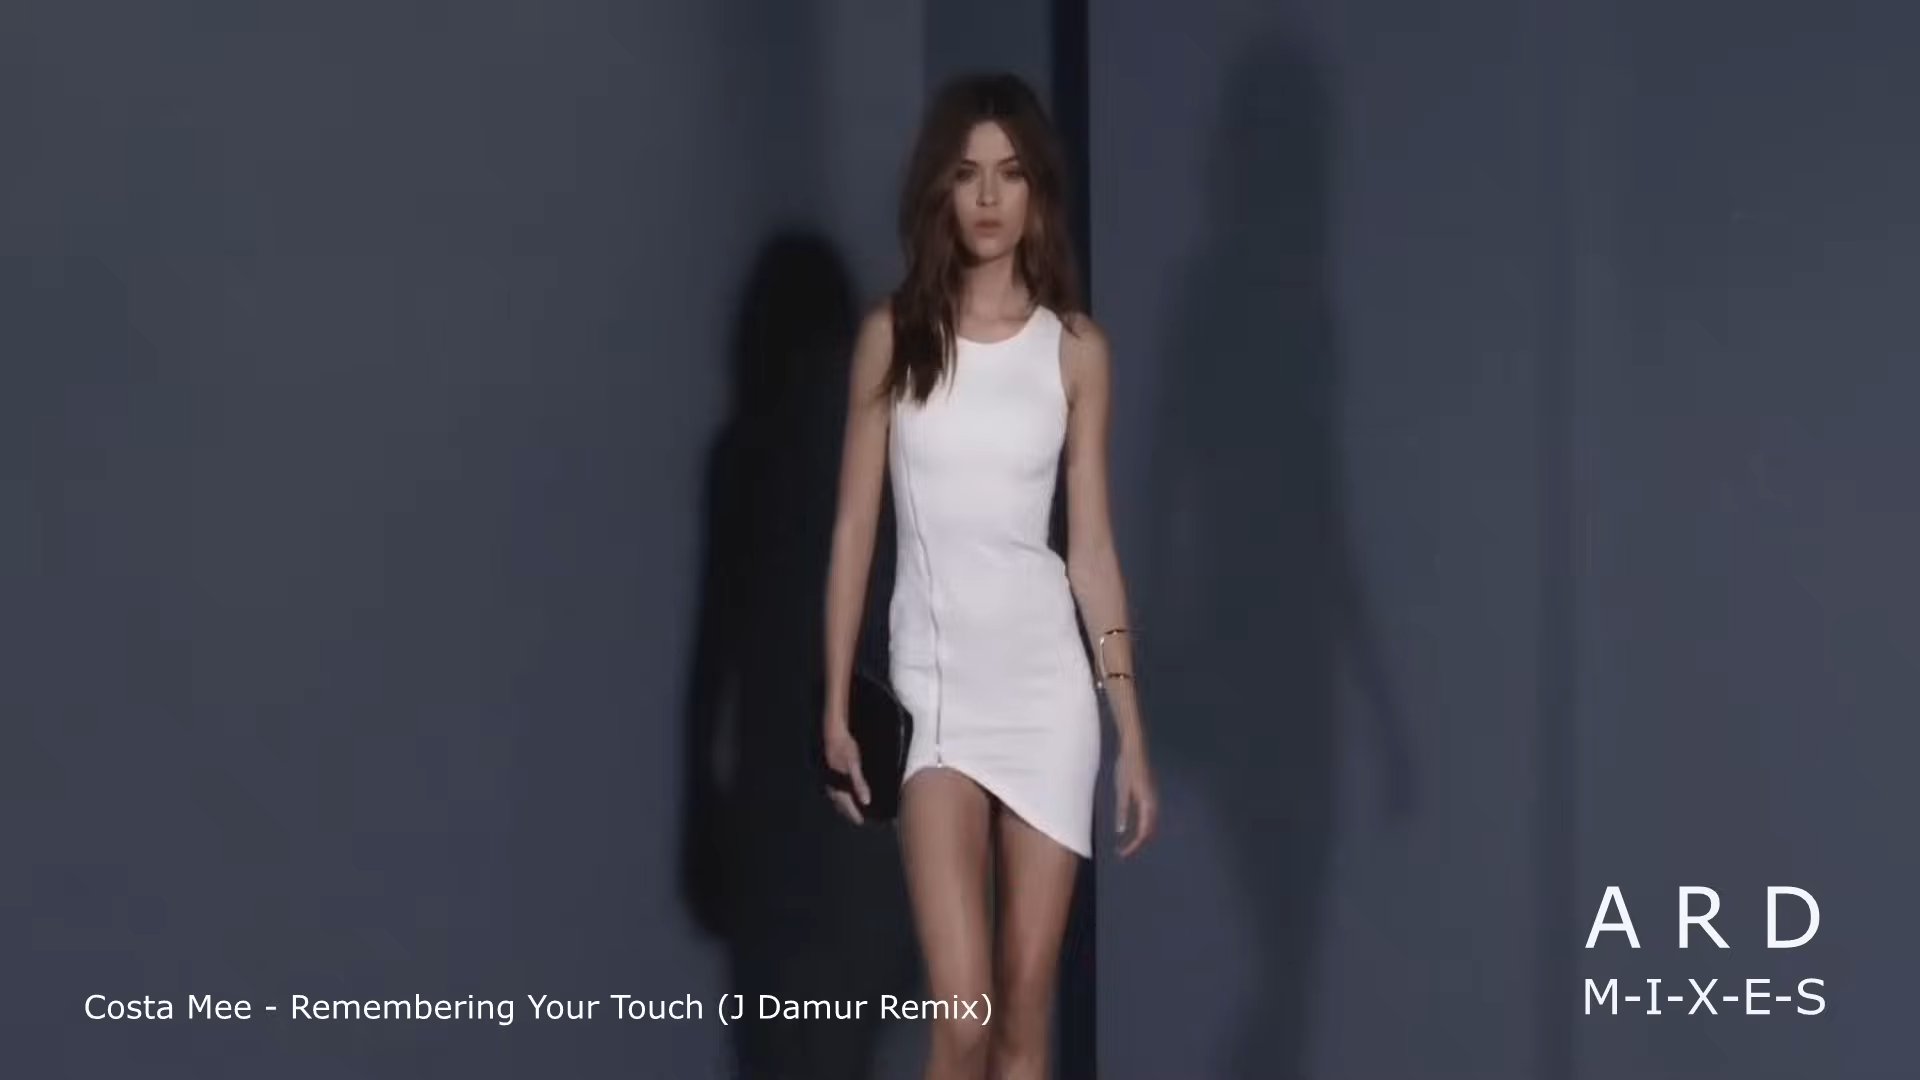 A R D
M-I-X-E-S
Costa Mee - Remembering Your Touch (J Damur Remix)